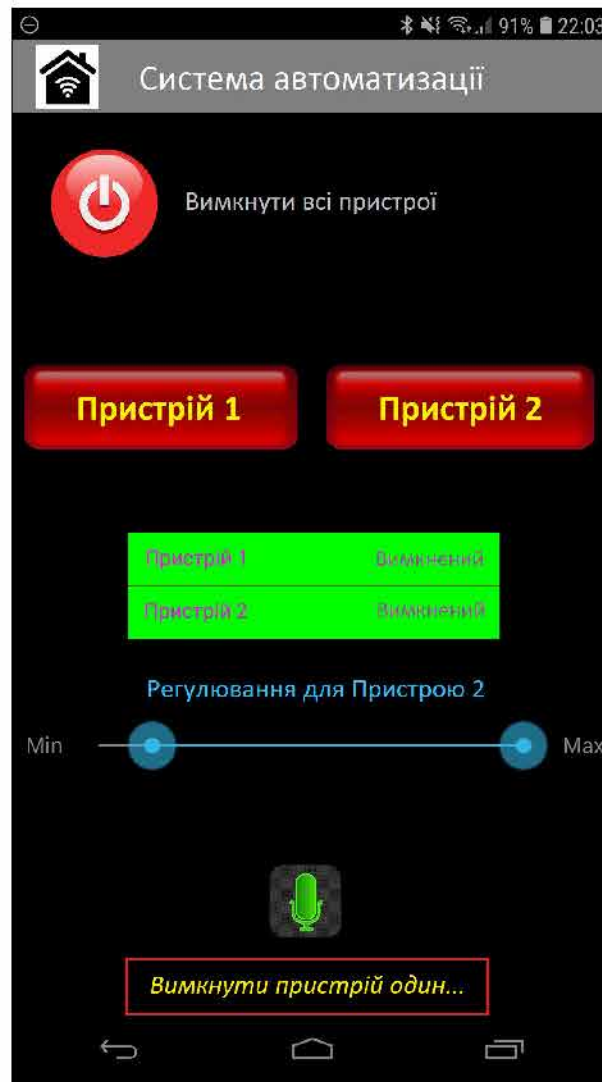 91% 22:03
Система автоматизації
Вимкнути всі пристрої
Пристрій 1 Пристрій 2
Пристрій 1 Вимкнений
Пристрій 2 Вимкнений
Регулювання для Пристрою 2
Min Max
Вимкнути пристрій один...